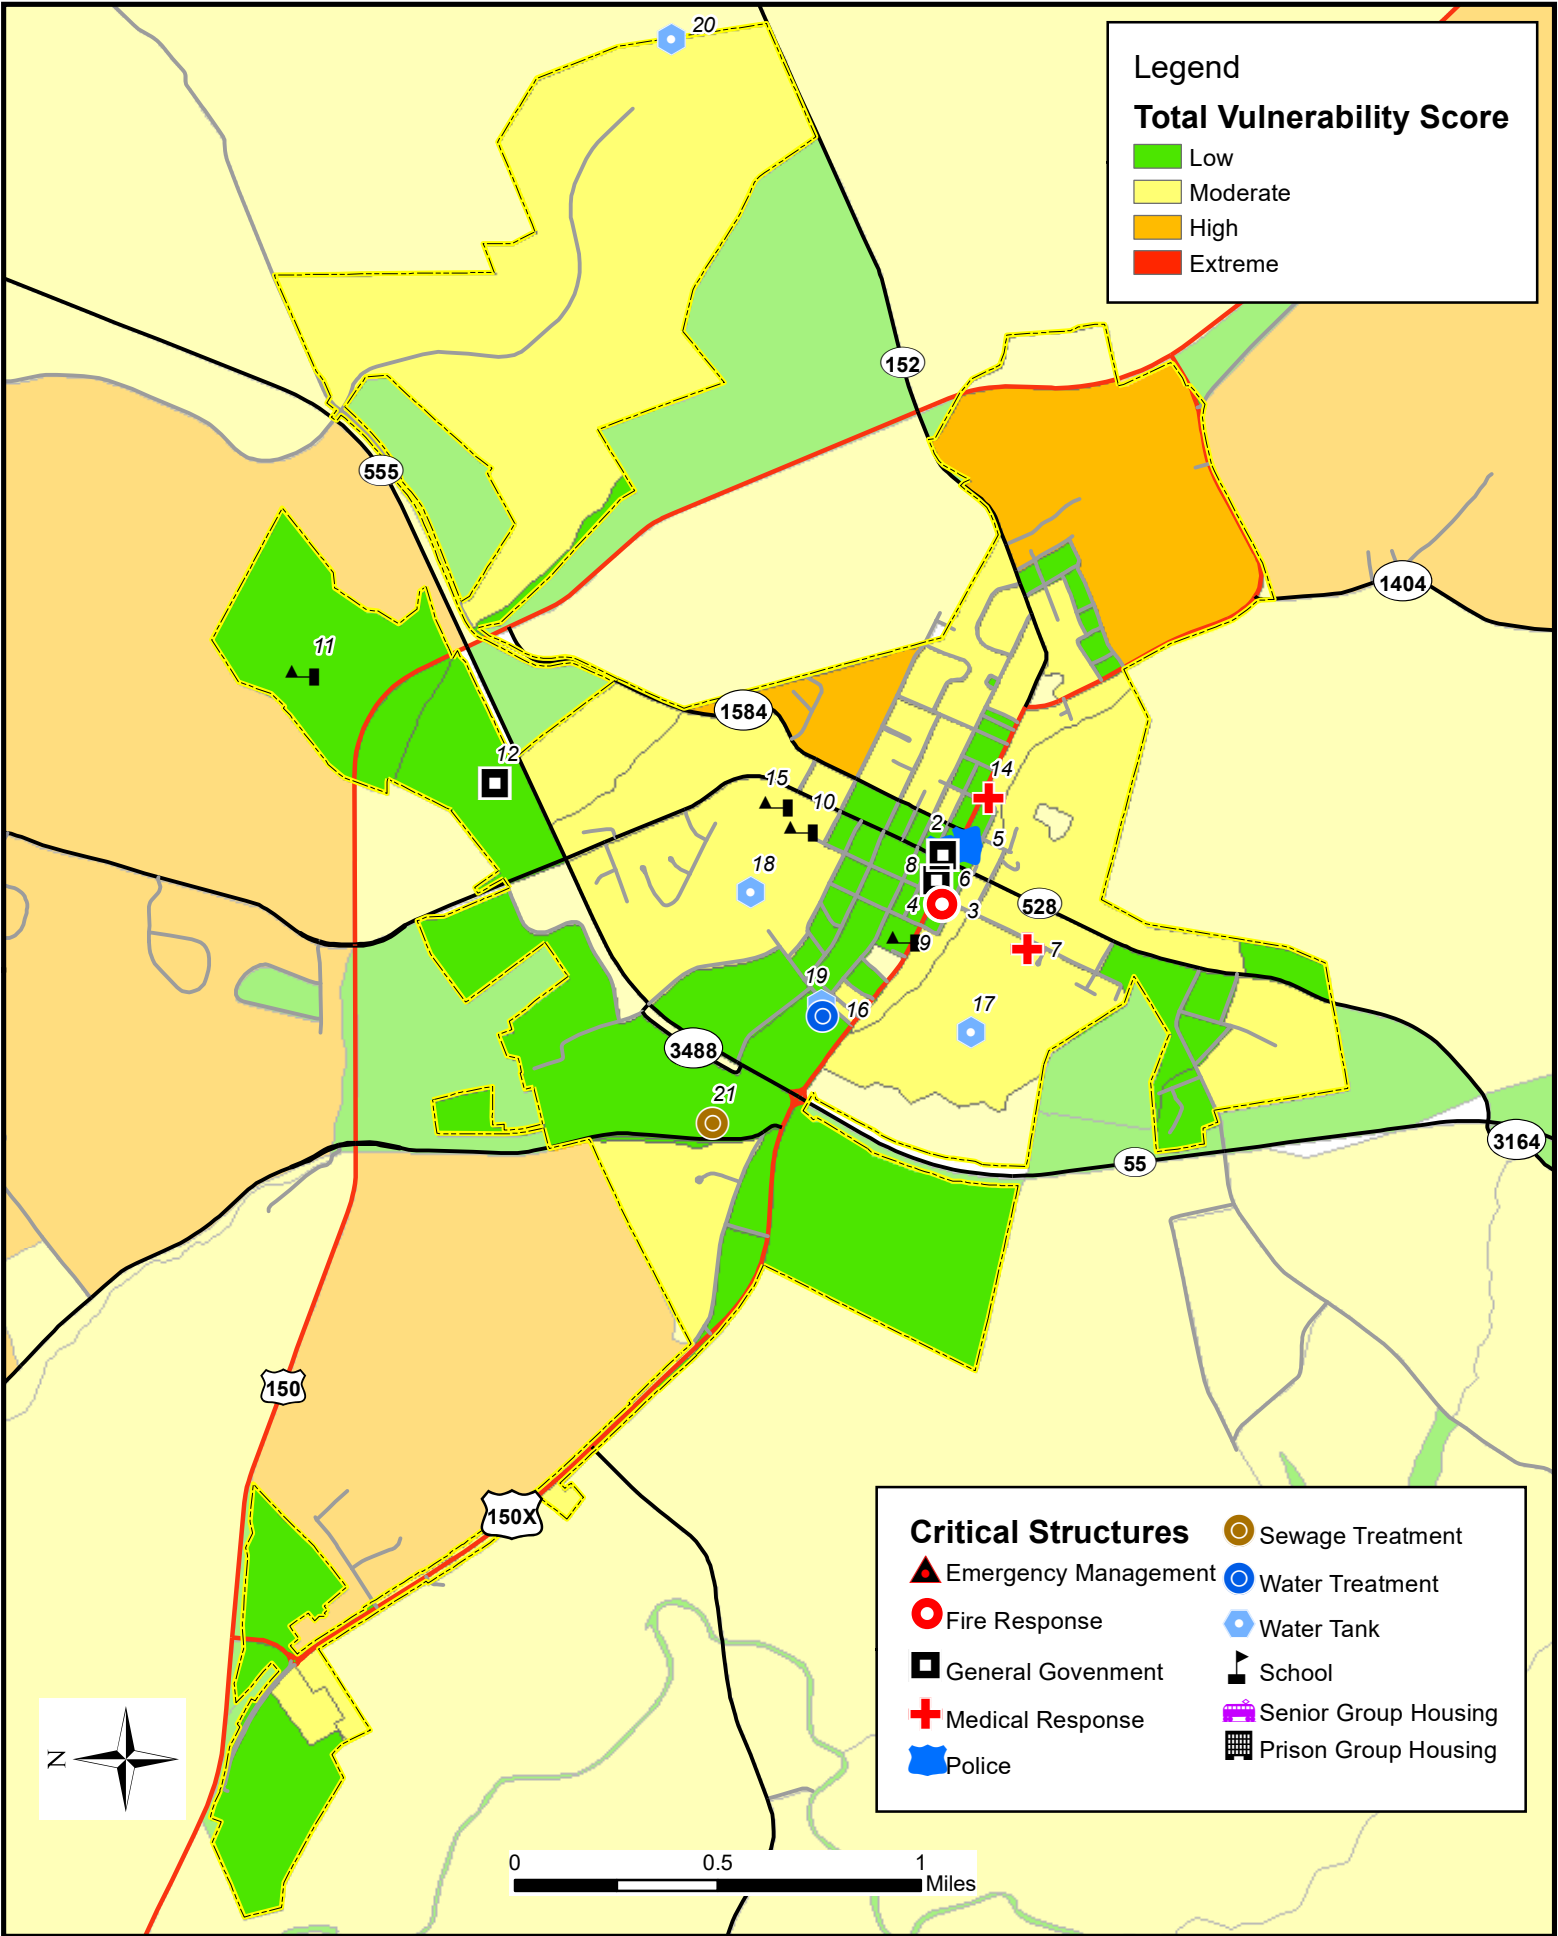 20
Legend
Total Vulnerability Score
Low
Moderate
High
Extreme
152
555
1404
11
1584
12
14
15
10
2
5
8
6
18
4
3
528
9
7
19
16
17
3488
21
55
3164
150
150X
Critical Structures
Emergency Management
Fire Response
General Govenment
Medical Response
Police
Sewage Treatment
Water Treatment
Water Tank
School
Senior Group Housing
Prison Group Housing
N
0 0.5 1
Miles